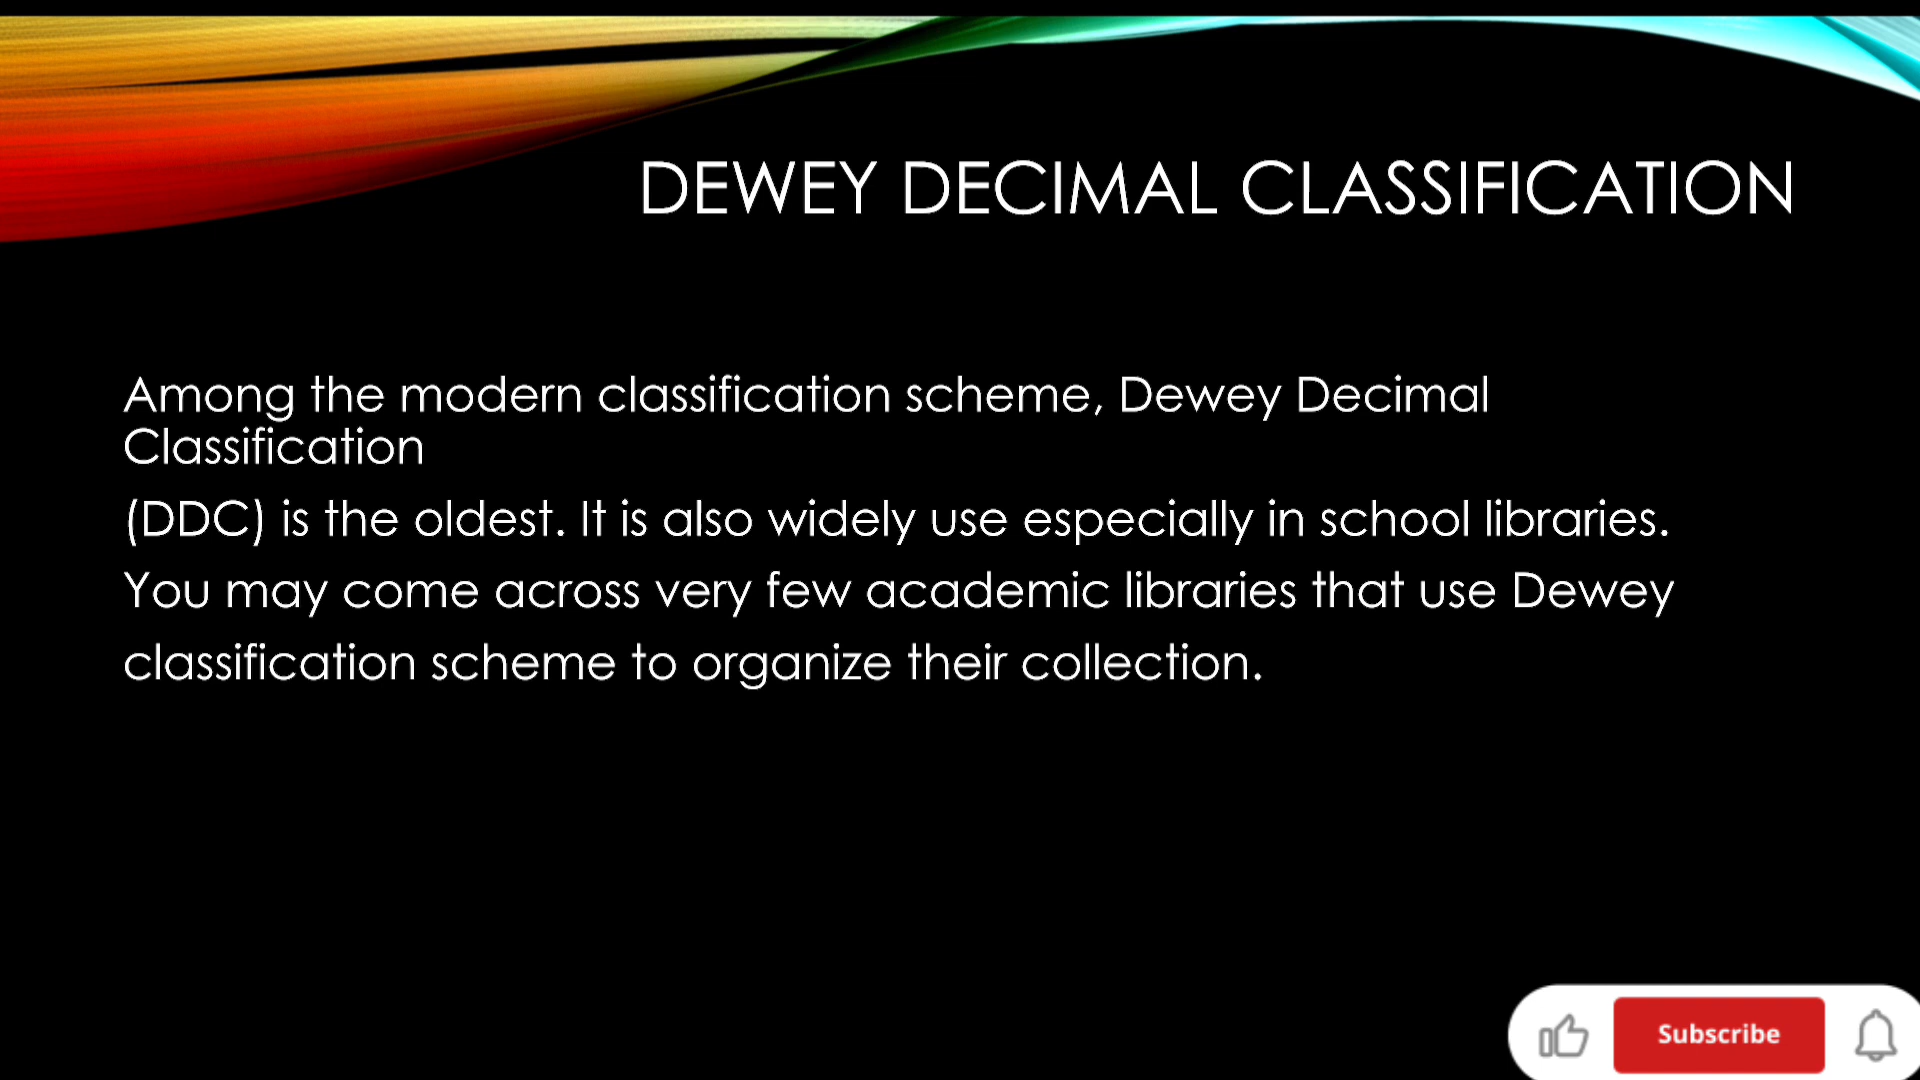 DEWEY DECIMAL CLASSIFICATION
Among the modern classification scheme, Dewey Decimal
Classification
(DDC) is the oldest. It is also widely use especially in school libraries.
You may come across very few academic libraries that use Dewey
classification scheme to organize their collection.
Subscribe